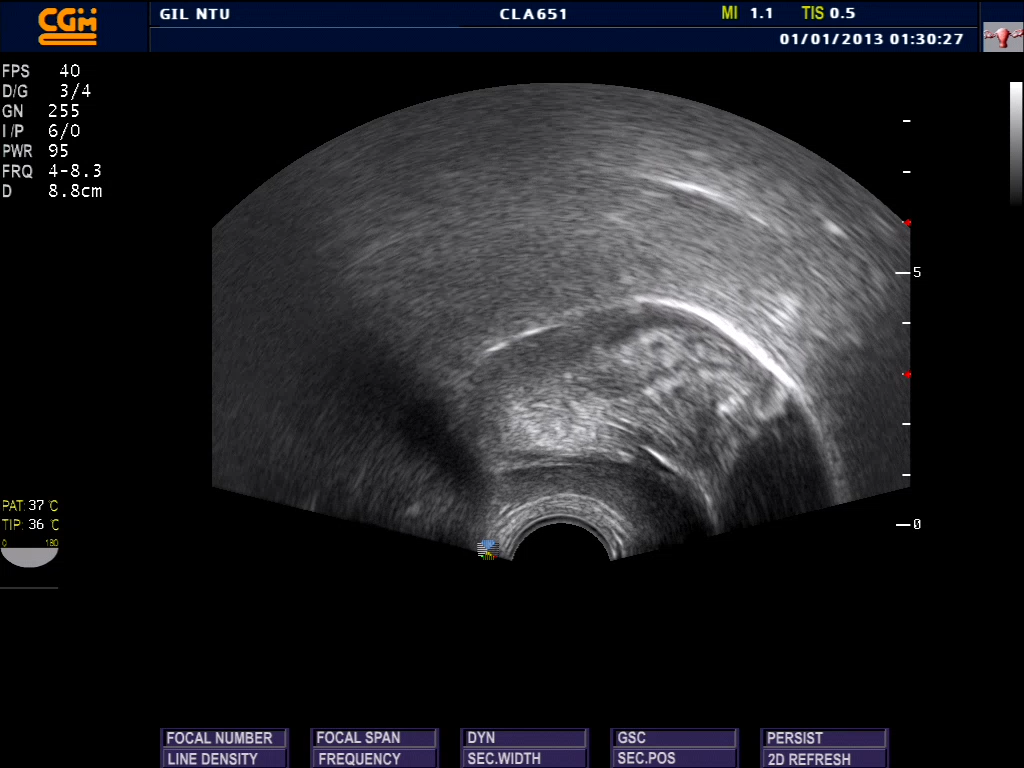 CGM
GIL NTU CLA651 MI 1.1 TIS 0.5
01/01/2013 01:30:27
FPS 40
D/G 3/4
GN 255
I/P 6/0
PWR 95
FRQ 4-8.3
D 8.8cm
5
PAT: 37 °C
TIP: 36 °C
0 180
0
FOCAL NUMBER FOCAL SPAN DYN GSC PERSIST
LINE DENSITY FREQUENCY SEC.WIDTH SEC.POS 2D REFRESH